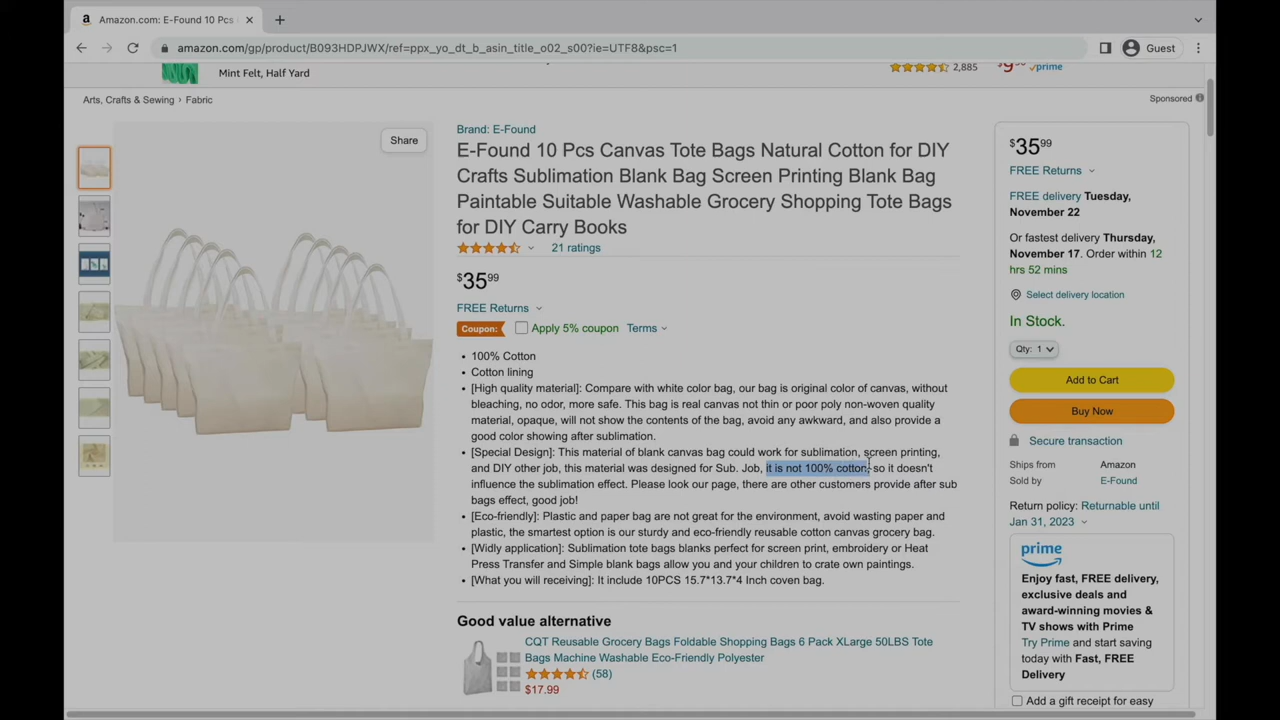 Amazon.com: E-Found 10 Pcs
amazon.com/gp/product/B093HDPJWX/ref=ppx_yo_dt_b_asin_title_o02_s00?ie=UTF8&psc=1
Guest
Mint Felt, Half Yard
2,885
prime
Arts, Crafts & Sewing › Fabric
Sponsored
Share
Brand: E-Found
E-Found 10 Pcs Canvas Tote Bags Natural Cotton for DIY
Crafts Sublimation Blank Bag Screen Printing Blank Bag
Paintable Suitable Washable Grocery Shopping Tote Bags
for DIY Carry Books
21 ratings
$35 99
FREE Returns
Coupon: Apply 5% coupon Terms
• 100% Cotton
• Cotton lining
• [High quality material]: Compare with white color bag, our bag is original color of canvas, without
bleaching, no odor, more safe. This bag is real canvas not thin or poor poly non-woven quality
material, opaque, will not show the contents of the bag, avoid any awkward, and also provide a
good color showing after sublimation.
• [Special Design]: This material of blank canvas bag could work for sublimation, screen printing,
and DIY other job, this material was designed for Sub. Job, it is not 100% cotton, so it doesn't
influence the sublimation effect. Please look our page, there are other customers provide after sub
bags effect, good job!
• [Eco-friendly]: Plastic and paper bag are not great for the environment, avoid wasting paper and
plastic, the smartest option is our sturdy and eco-friendly reusable cotton canvas grocery bag.
• [Widly application]: Sublimation tote bags blanks perfect for screen print, embroidery or Heat
Press Transfer and Simple blank bags allow you and your children to crate own paintings.
• [What you will receiving]: It include 10PCS 15.7*13.7*4 Inch coven bag.
Good value alternative
CQT Reusable Grocery Bags Foldable Shopping Bags 6 Pack XLarge 50LBS Tote
Bags Machine Washable Eco-Friendly Polyester
(58)
$17.99
$35 99
FREE Returns
FREE delivery Tuesday,
November 22
Or fastest delivery Thursday,
November 17. Order within 12
hrs 52 mins
Select delivery location
In Stock.
Qty: 1
Add to Cart
Buy Now
Secure transaction
Ships from Amazon
Sold by E-Found
Return policy: Returnable until
Jan 31, 2023
prime
Enjoy fast, FREE delivery,
exclusive deals and
award-winning movies &
TV shows with Prime
Try Prime and start saving
today with Fast, FREE
Delivery
Add a gift receipt for easy